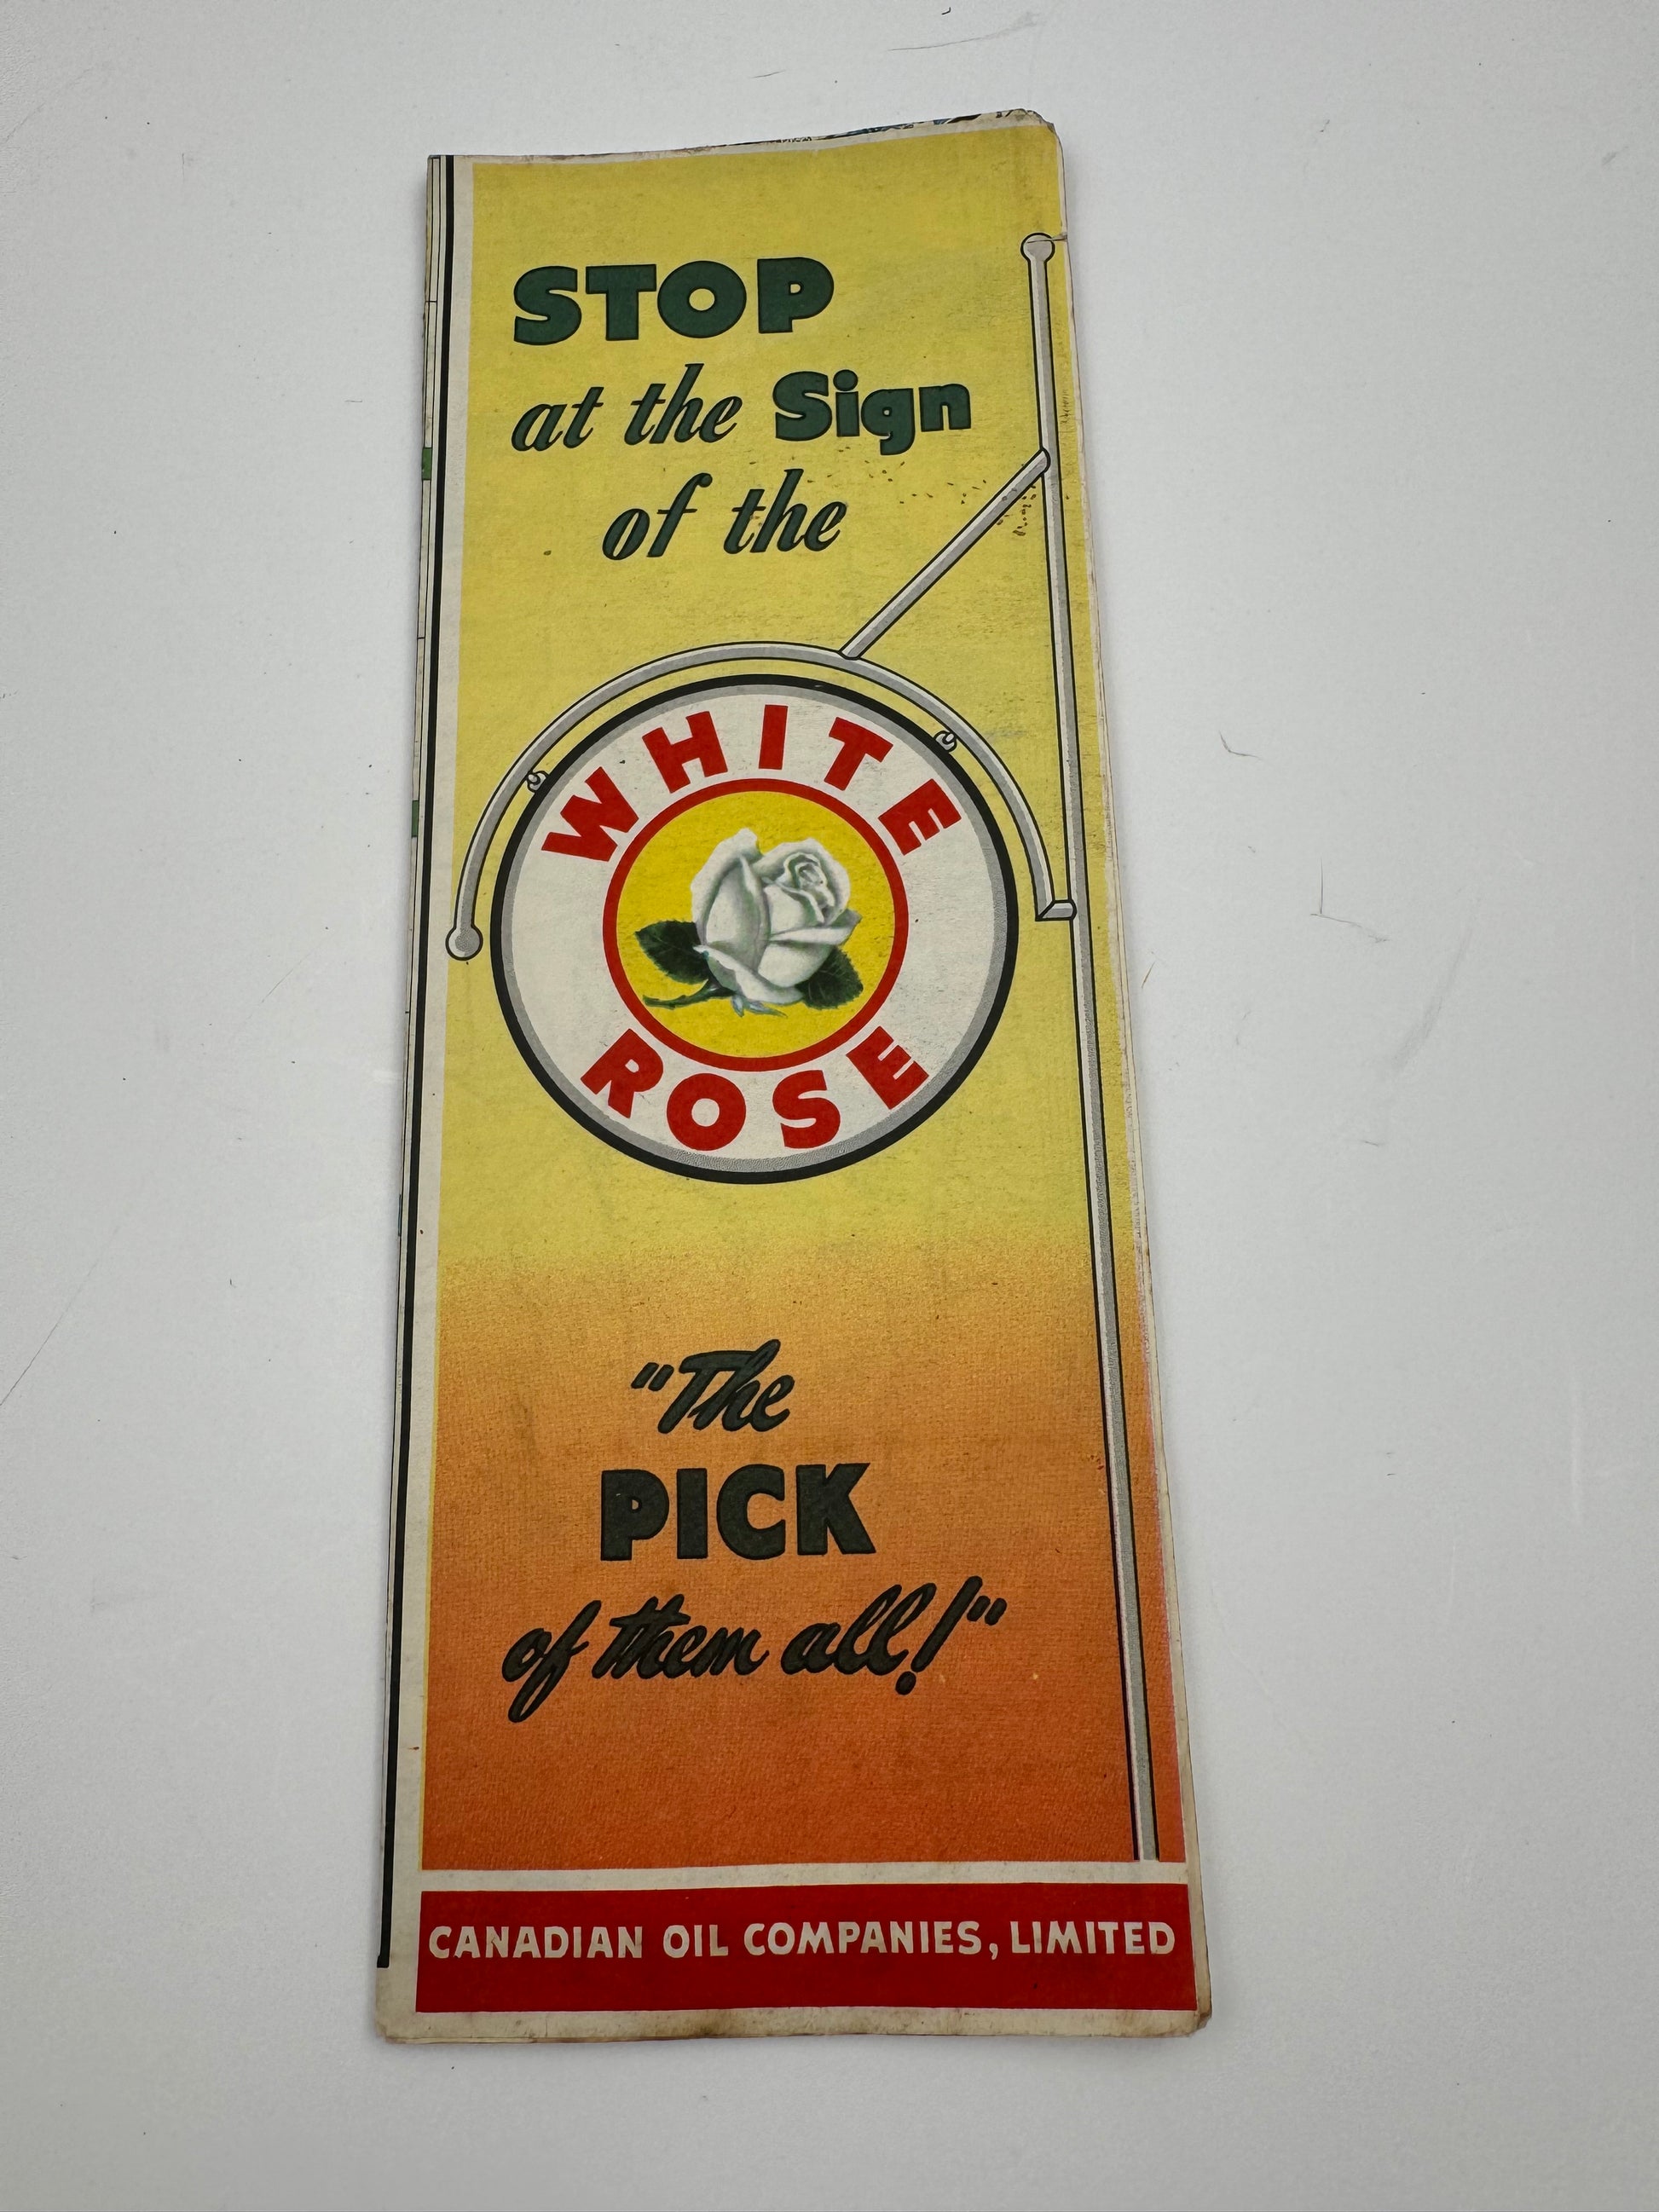 STOP
at the Sign
of the
WHITE
ROSE
"The
PICK
of them all!"
CANADIAN OIL COMPANIES, LIMITED